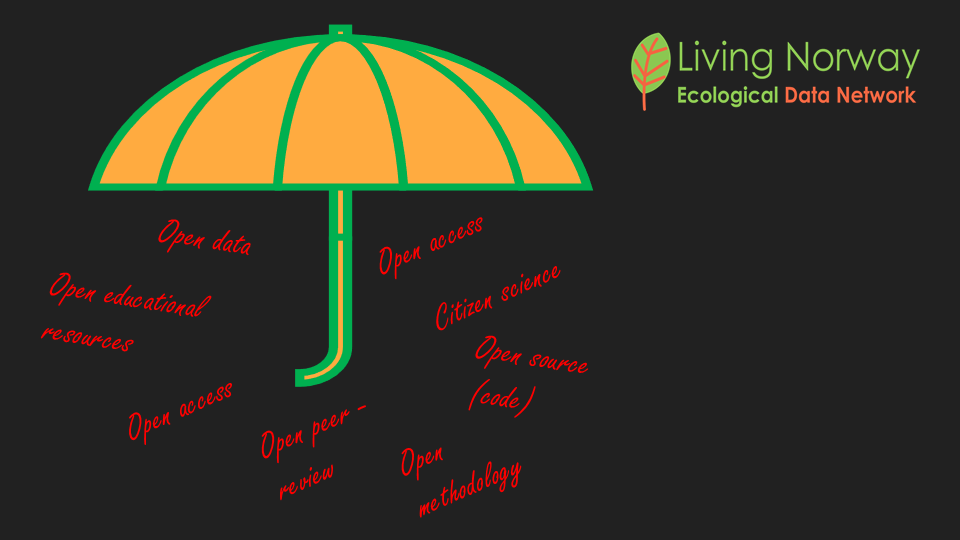 Living Norway
Ecological Data Network
Open data
Open access
Open educational
resources
Citizen science
Open source
(code)
Open access
Open peer -
review
Open
methodology